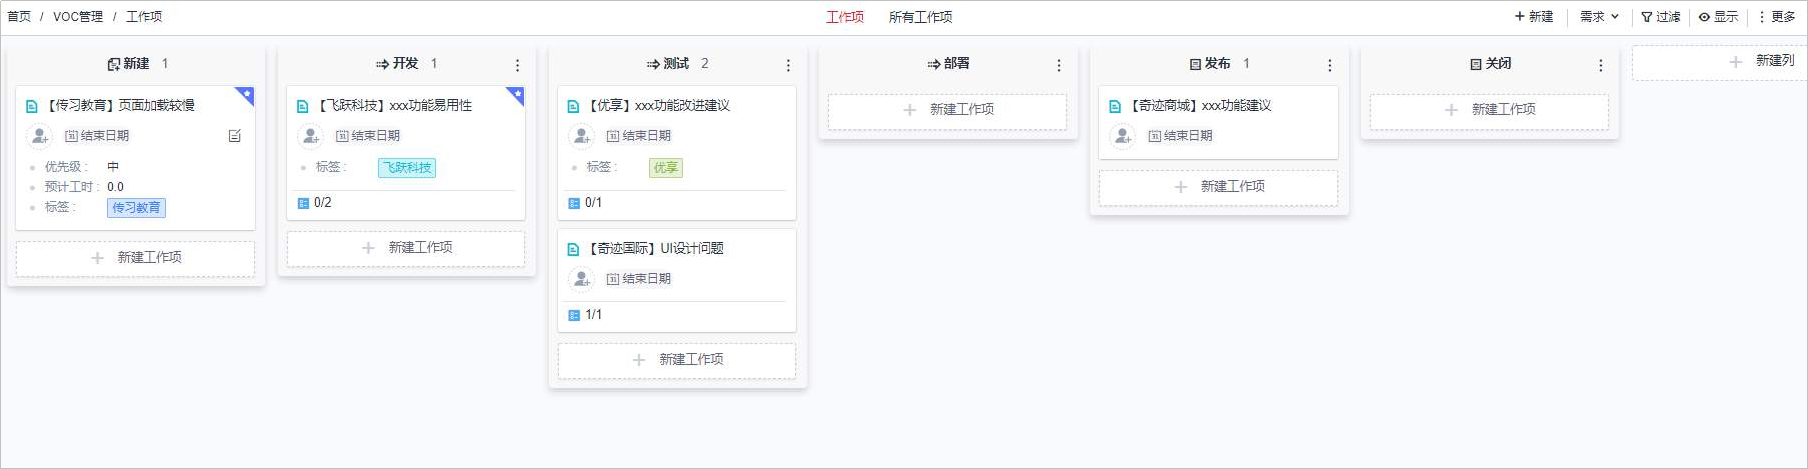 首页 / VOC管理 / 工作项
工作项 所有工作项
新建 需求 过滤 显示 更多
新建 1
【传习教育】页面加载较慢
结束日期
优先级： 中
预计工时： 0.0
标签： 传习教育
新建工作项
开发 1
【飞跃科技】xxx功能易用性
结束日期
标签： 飞跃科技
0/2
新建工作项
测试 2
【优享】xxx功能改进建议
结束日期
标签： 优享
0/1
【奇迹国际】UI设计问题
结束日期
1/1
新建工作项
部署
新建工作项
发布 1
【奇迹商城】xxx功能建议
结束日期
新建工作项
关闭
新建工作项
新建列